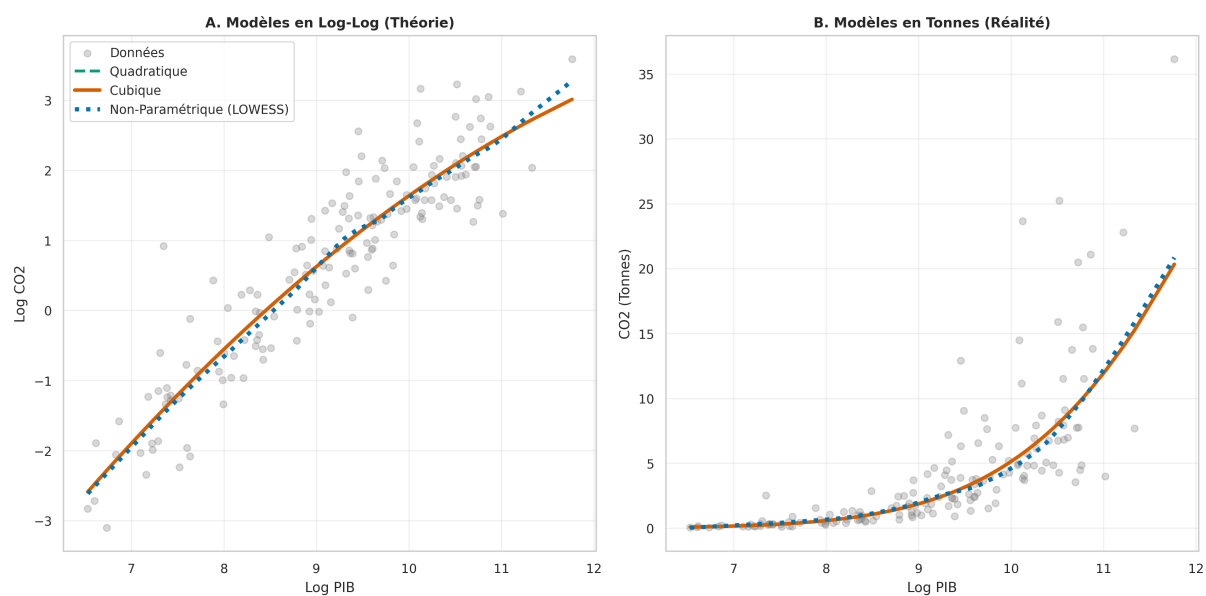 A. Modèles en Log-Log (Théorie)
Données
Quadratique
Cubique
Non-Paramétrique (LOWESS)
Log CO2
3
2
1
0
−1
−2
−3
7
8
9
10
11
12
Log PIB
B. Modèles en Tonnes (Réalité)
CO2 (Tonnes)
35
30
25
20
15
10
5
0
7
8
9
10
11
12
Log PIB